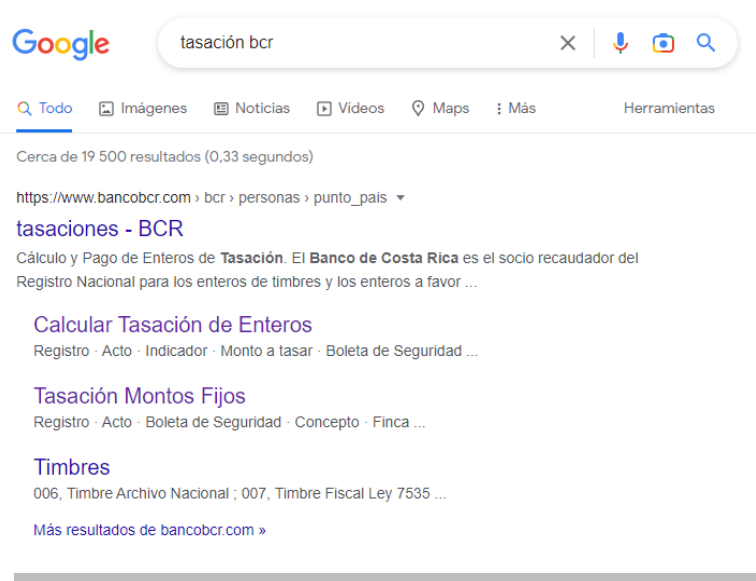 Google
tasación bcr
Todo Imágenes Noticias Videos Maps Más Herramientas
Cerca de 19 500 resultados (0,33 segundos)
https://www.bancobcr.com › bcr › personas › punto_pais
tasaciones - BCR
Cálculo y Pago de Enteros de Tasación. El Banco de Costa Rica es el socio recaudador del
Registro Nacional para los enteros de timbres y los enteros a favor ...
Calcular Tasación de Enteros
Registro · Acto · Indicador · Monto a tasar · Boleta de Seguridad ...
Tasación Montos Fijos
Registro · Acto · Boleta de Seguridad · Concepto · Finca ...
Timbres
006, Timbre Archivo Nacional ; 007, Timbre Fiscal Ley 7535 ...
Más resultados de bancobcr.com »